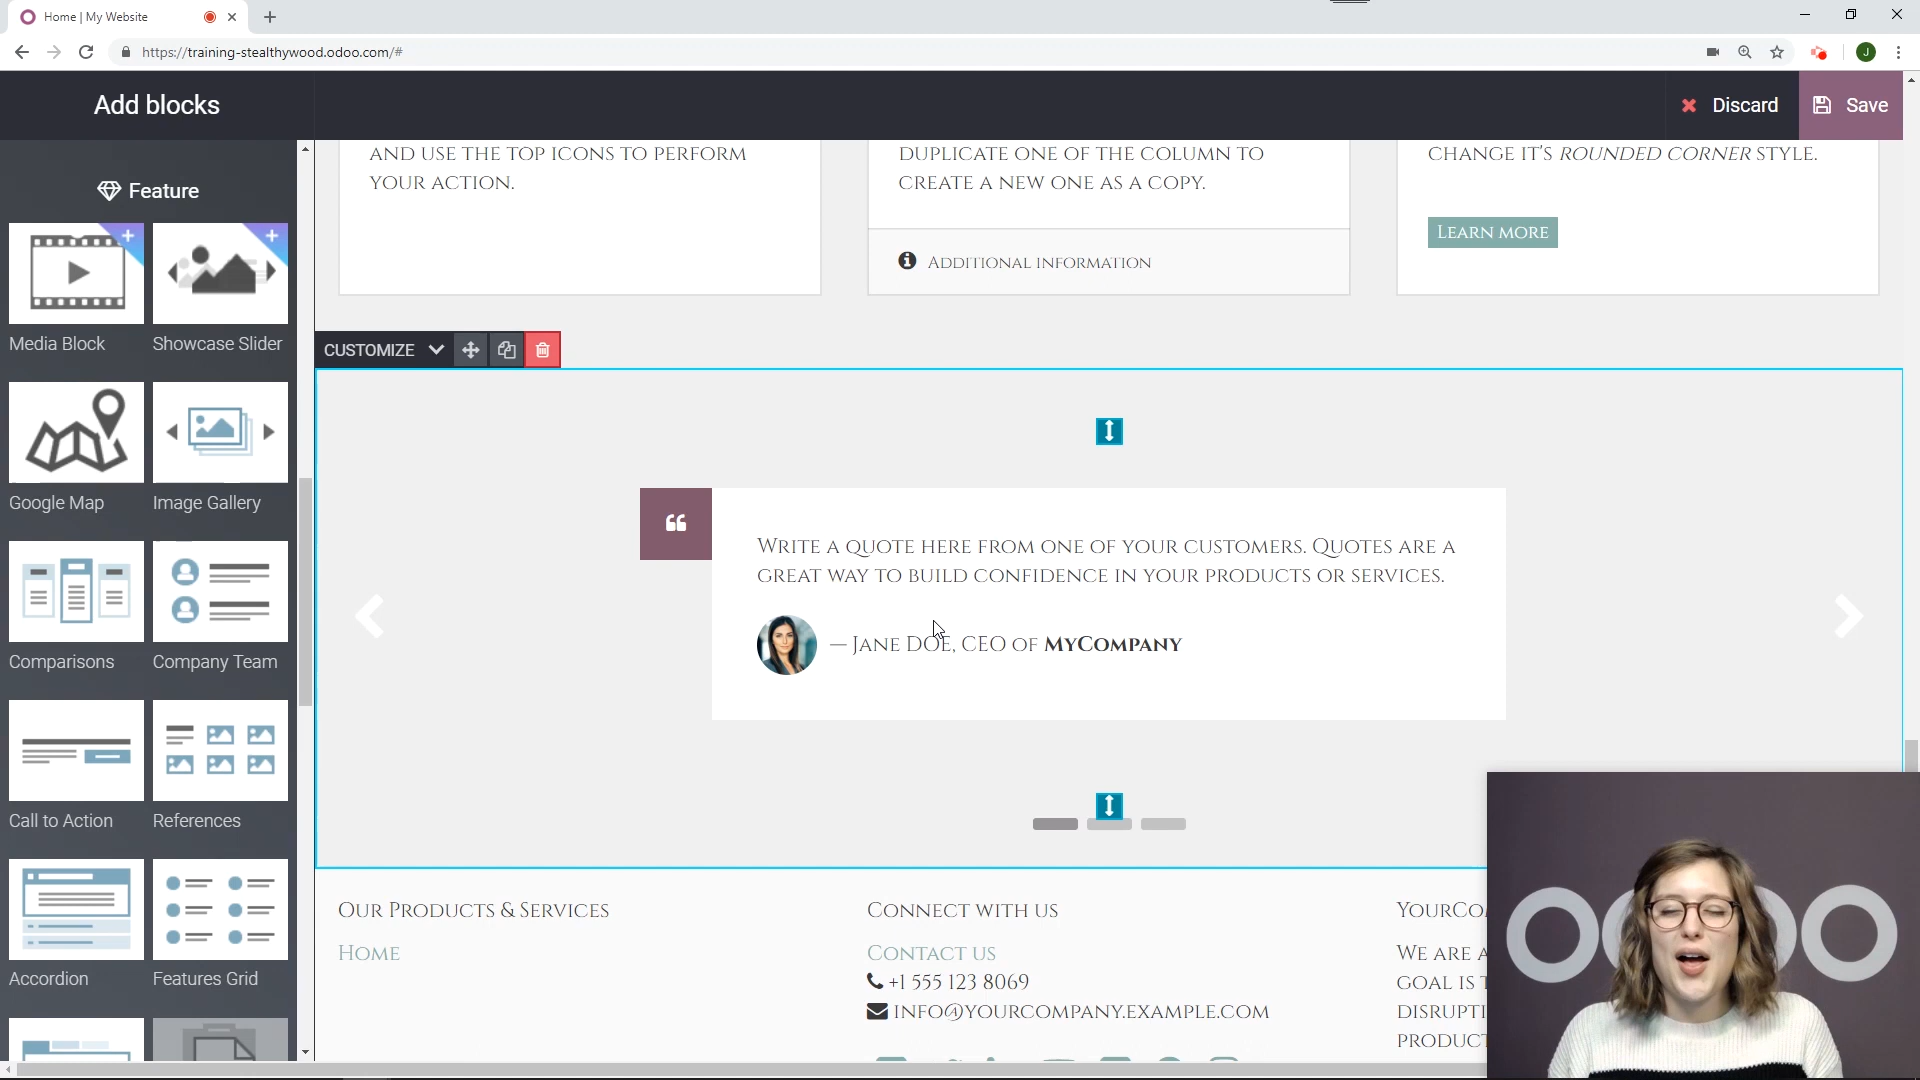 Home | My Website
https://training-stealthywood.odoo.com/#
J
Add blocks
Discard
Save
Feature
Media Block
Showcase Slider
Google Map
Image Gallery
Comparisons
Company Team
Call to Action
References
Accordion
Features Grid
AND USE THE TOP ICONS TO PERFORM
YOUR ACTION.
DUPLICATE ONE OF THE COLUMN TO
CREATE A NEW ONE AS A COPY.
ADDITIONAL INFORMATION
CHANGE IT'S ROUNDED CORNER STYLE.
LEARN MORE
CUSTOMIZE
WRITE A QUOTE HERE FROM ONE OF YOUR CUSTOMERS. QUOTES ARE A
GREAT WAY TO BUILD CONFIDENCE IN YOUR PRODUCTS OR SERVICES.
— JANE DOE, CEO OF MYCOMPANY
OUR PRODUCTS & SERVICES
HOME
CONNECT WITH US
CONTACT US
+1 555 123 8069
INFO@YOURCOMPANY.EXAMPLE.COM
WE ARE A
GOAL IS